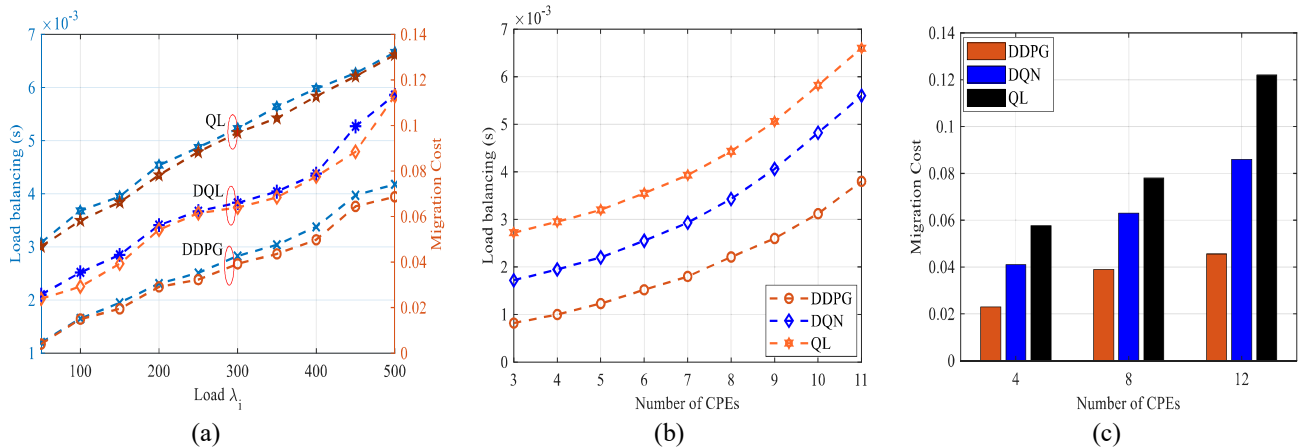 ×10⁻³
7
6
5
4
3
2
1
Load balancing (s)
0.14
0.12
0.1
0.08
0.06
0.04
0.02
0
Migration Cost
QL
DQL
DDPG
100
200
300
400
500
Load λi
(a)
×10⁻³
7
6
5
4
3
2
1
0
Load balancing (s)
DDPG
DQN
QL
3
4
5
6
7
8
9
10
11
Number of CPEs
(b)
0.14
0.12
0.10
0.08
0.06
0.04
0.02
0
Migration Cost
DDPG
DQN
QL
4
8
12
Number of CPEs
(c)